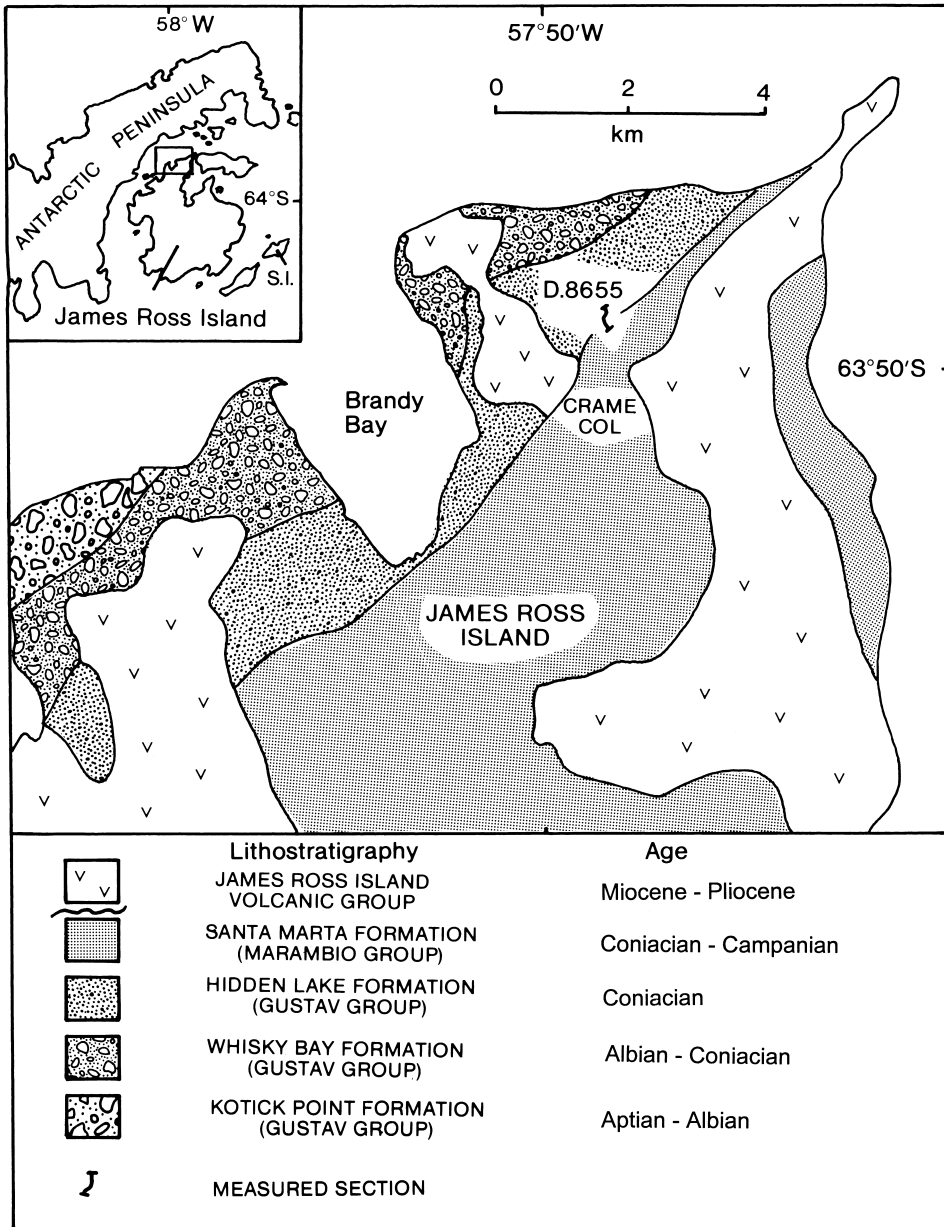 58° W
57°50'W
ANTARCTIC PENINSULA
64°S
S.I.
James Ross Island
0 2 4
km
D.8655
63°50'S
Brandy
Bay
CRAME
COL
JAMES ROSS
ISLAND
Lithostratigraphy Age
JAMES ROSS ISLAND
VOLCANIC GROUP
Miocene - Pliocene
SANTA MARTA FORMATION
(MARAMBIO GROUP)
Coniacian - Campanian
HIDDEN LAKE FORMATION
(GUSTAV GROUP)
Coniacian
WHISKY BAY FORMATION
(GUSTAV GROUP)
Albian - Coniacian
KOTICK POINT FORMATION
(GUSTAV GROUP)
Aptian - Albian
MEASURED SECTION